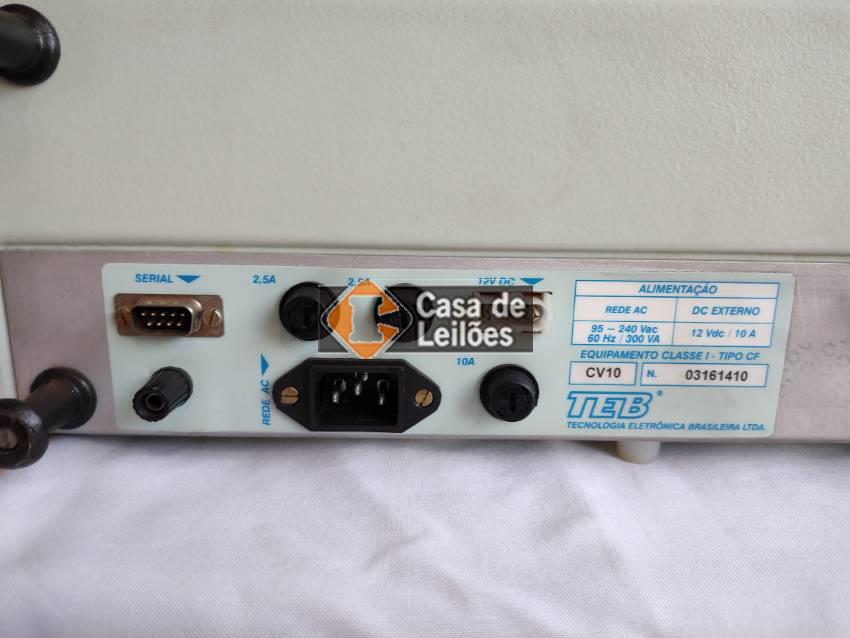 SERIAL
2,5A
2,5A
12V DC
REDE AC
10A
Casa de
Leilões
ALIMENTAÇÃO
REDE AC DC EXTERNO
95 ~ 240 Vac
60 Hz / 300 VA
12 Vdc / 10 A
EQUIPAMENTO CLASSE I - TIPO CF
CV10 N. 03161410
TEB®
TECNOLOGIA ELETRÔNICA BRASILEIRA LTDA.